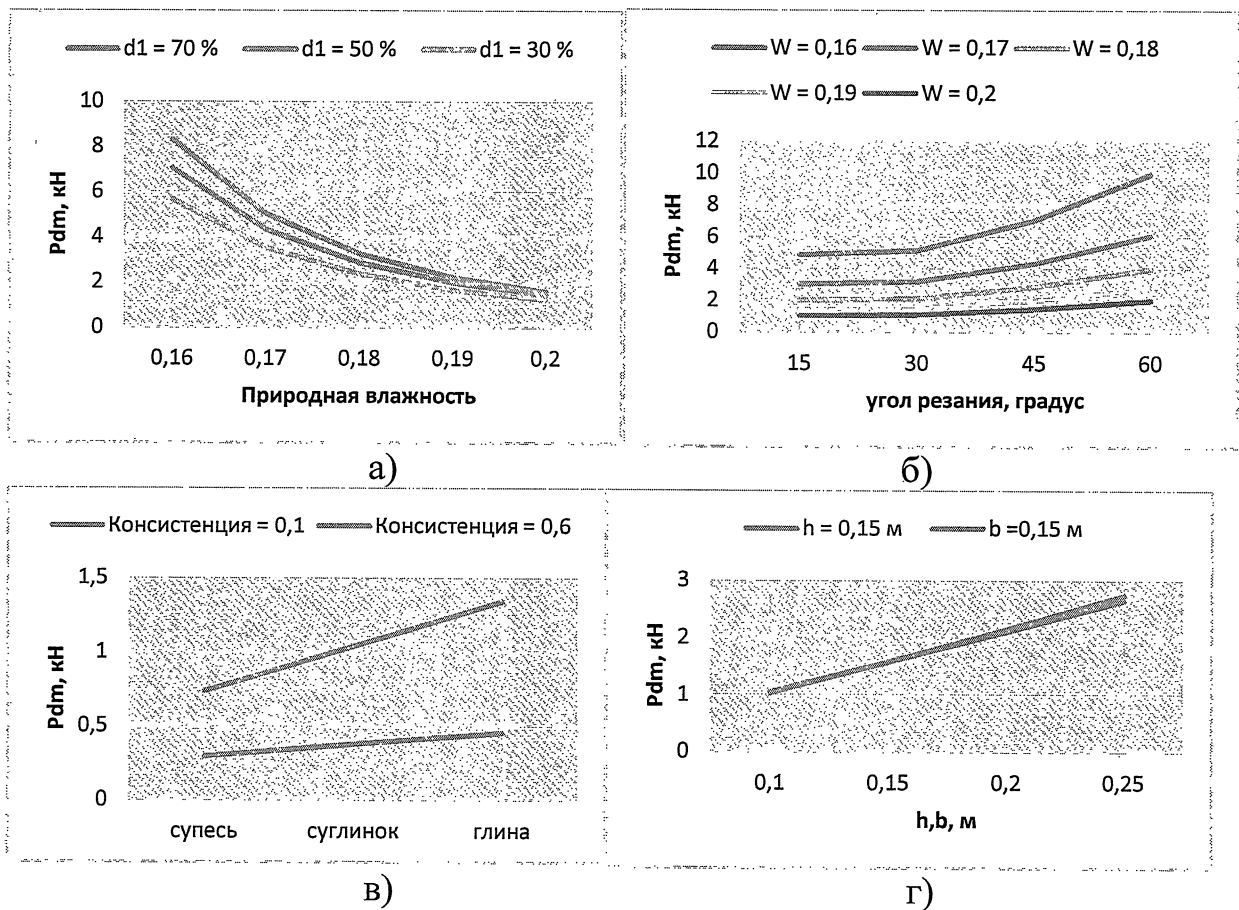 d1 = 70 % d1 = 50 % d1 = 30 %
10
8
6
4
2
0
Pdm, кН
0,16 0,17 0,18 0,19 0,2
Природная влажность
а)
W = 0,16 W = 0,17 W = 0,18
W = 0,19 W = 0,2
12
10
8
6
4
2
0
Pdm, кН
15 30 45 60
угол резания, градус
б)
Консистенция = 0,1 Консистенция = 0,6
1,5
1
0,5
0
Pdm, кН
супесь суглинок глина
в)
h = 0,15 м b =0,15 м
3
2
1
0
Pdm, кН
0,1 0,15 0,2 0,25
h,b, м
г)